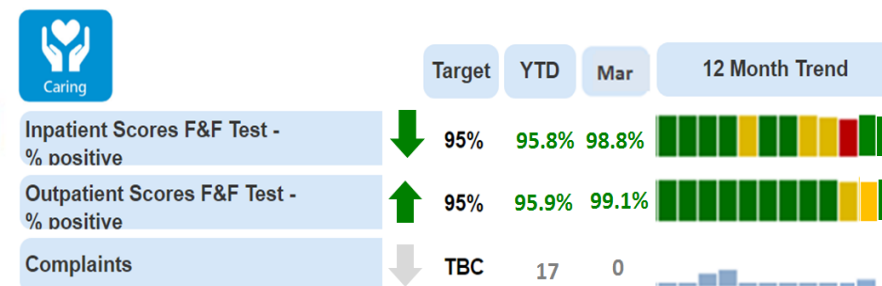 Caring
Target YTD Mar 12 Month Trend
Inpatient Scores F&F Test -
% positive
95% 95.8% 98.8%
Outpatient Scores F&F Test -
% positive
95% 95.9% 99.1%
Complaints TBC 17 0